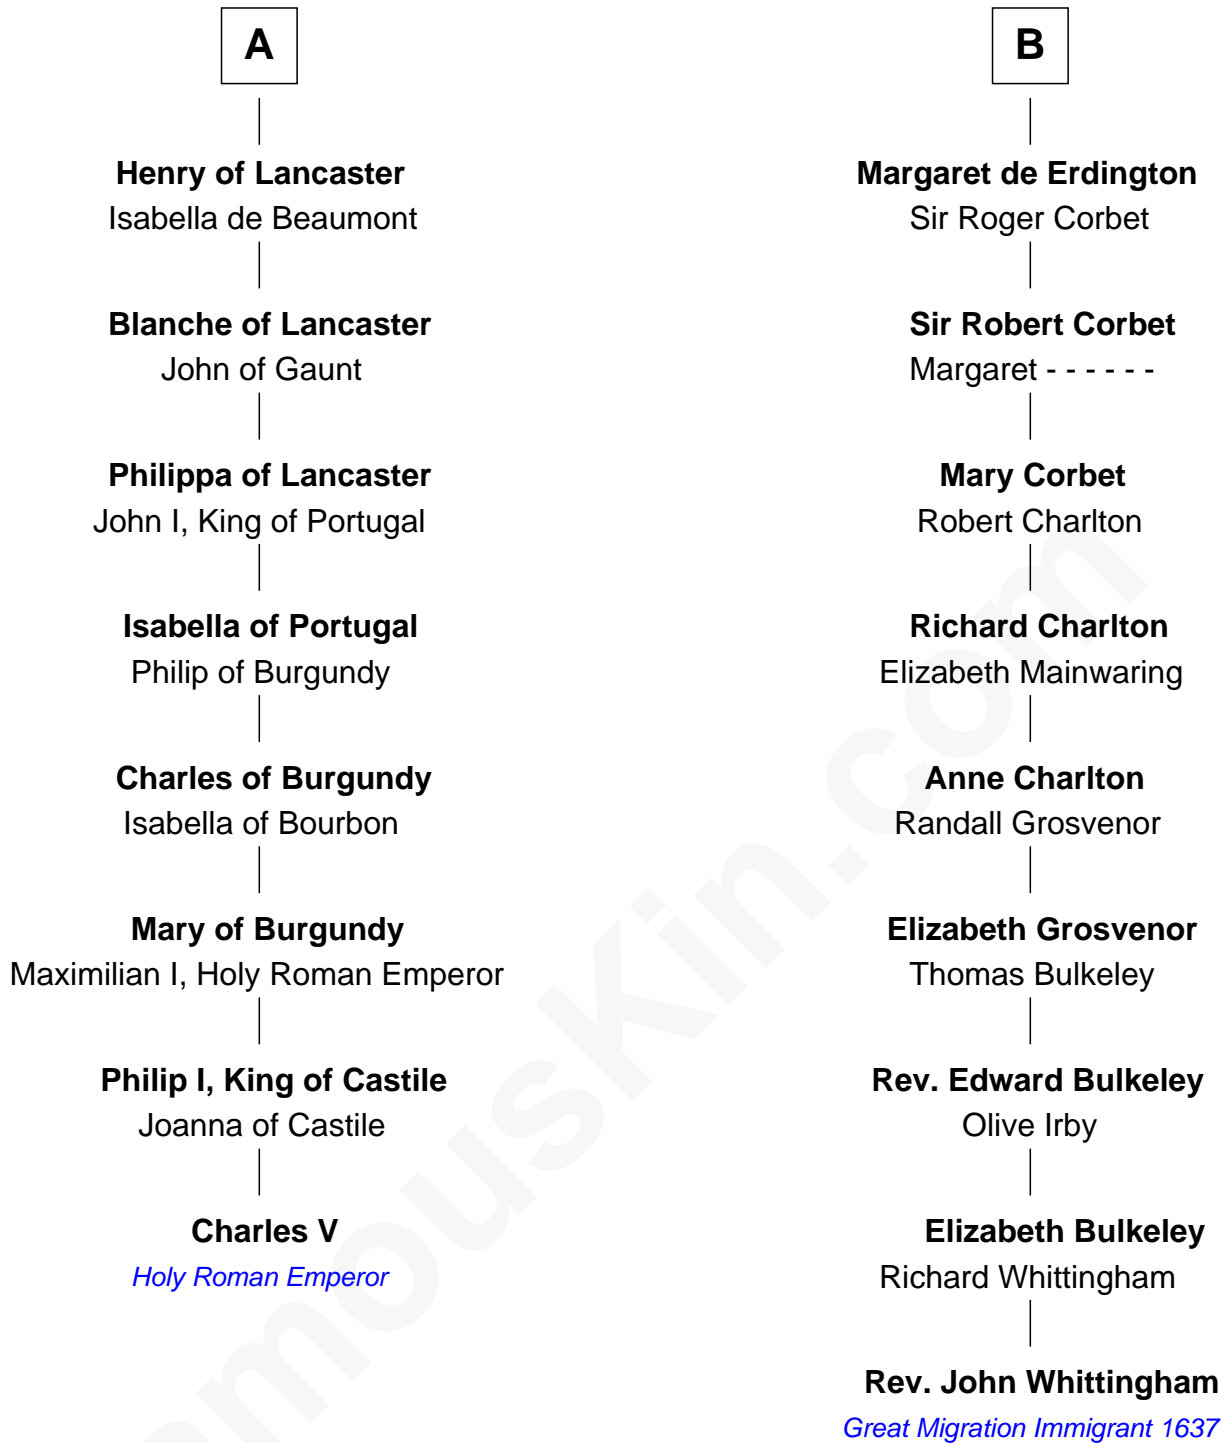 A
Henry of Lancaster
Isabella de Beaumont
Blanche of Lancaster
John of Gaunt
Philippa of Lancaster
John I, King of Portugal
Isabella of Portugal
Philip of Burgundy
Charles of Burgundy
Isabella of Bourbon
Mary of Burgundy
Maximilian I, Holy Roman Emperor
Philip I, King of Castile
Joanna of Castile
Charles V
Holy Roman Emperor
B
Margaret de Erdington
Sir Roger Corbet
Sir Robert Corbet
Margaret - - - - - -
Mary Corbet
Robert Charlton
Richard Charlton
Elizabeth Mainwaring
Anne Charlton
Randall Grosvenor
Elizabeth Grosvenor
Thomas Bulkeley
Rev. Edward Bulkeley
Olive Irby
Elizabeth Bulkeley
Richard Whittingham
Rev. John Whittingham
Great Migration Immigrant 1637
amouskin.com